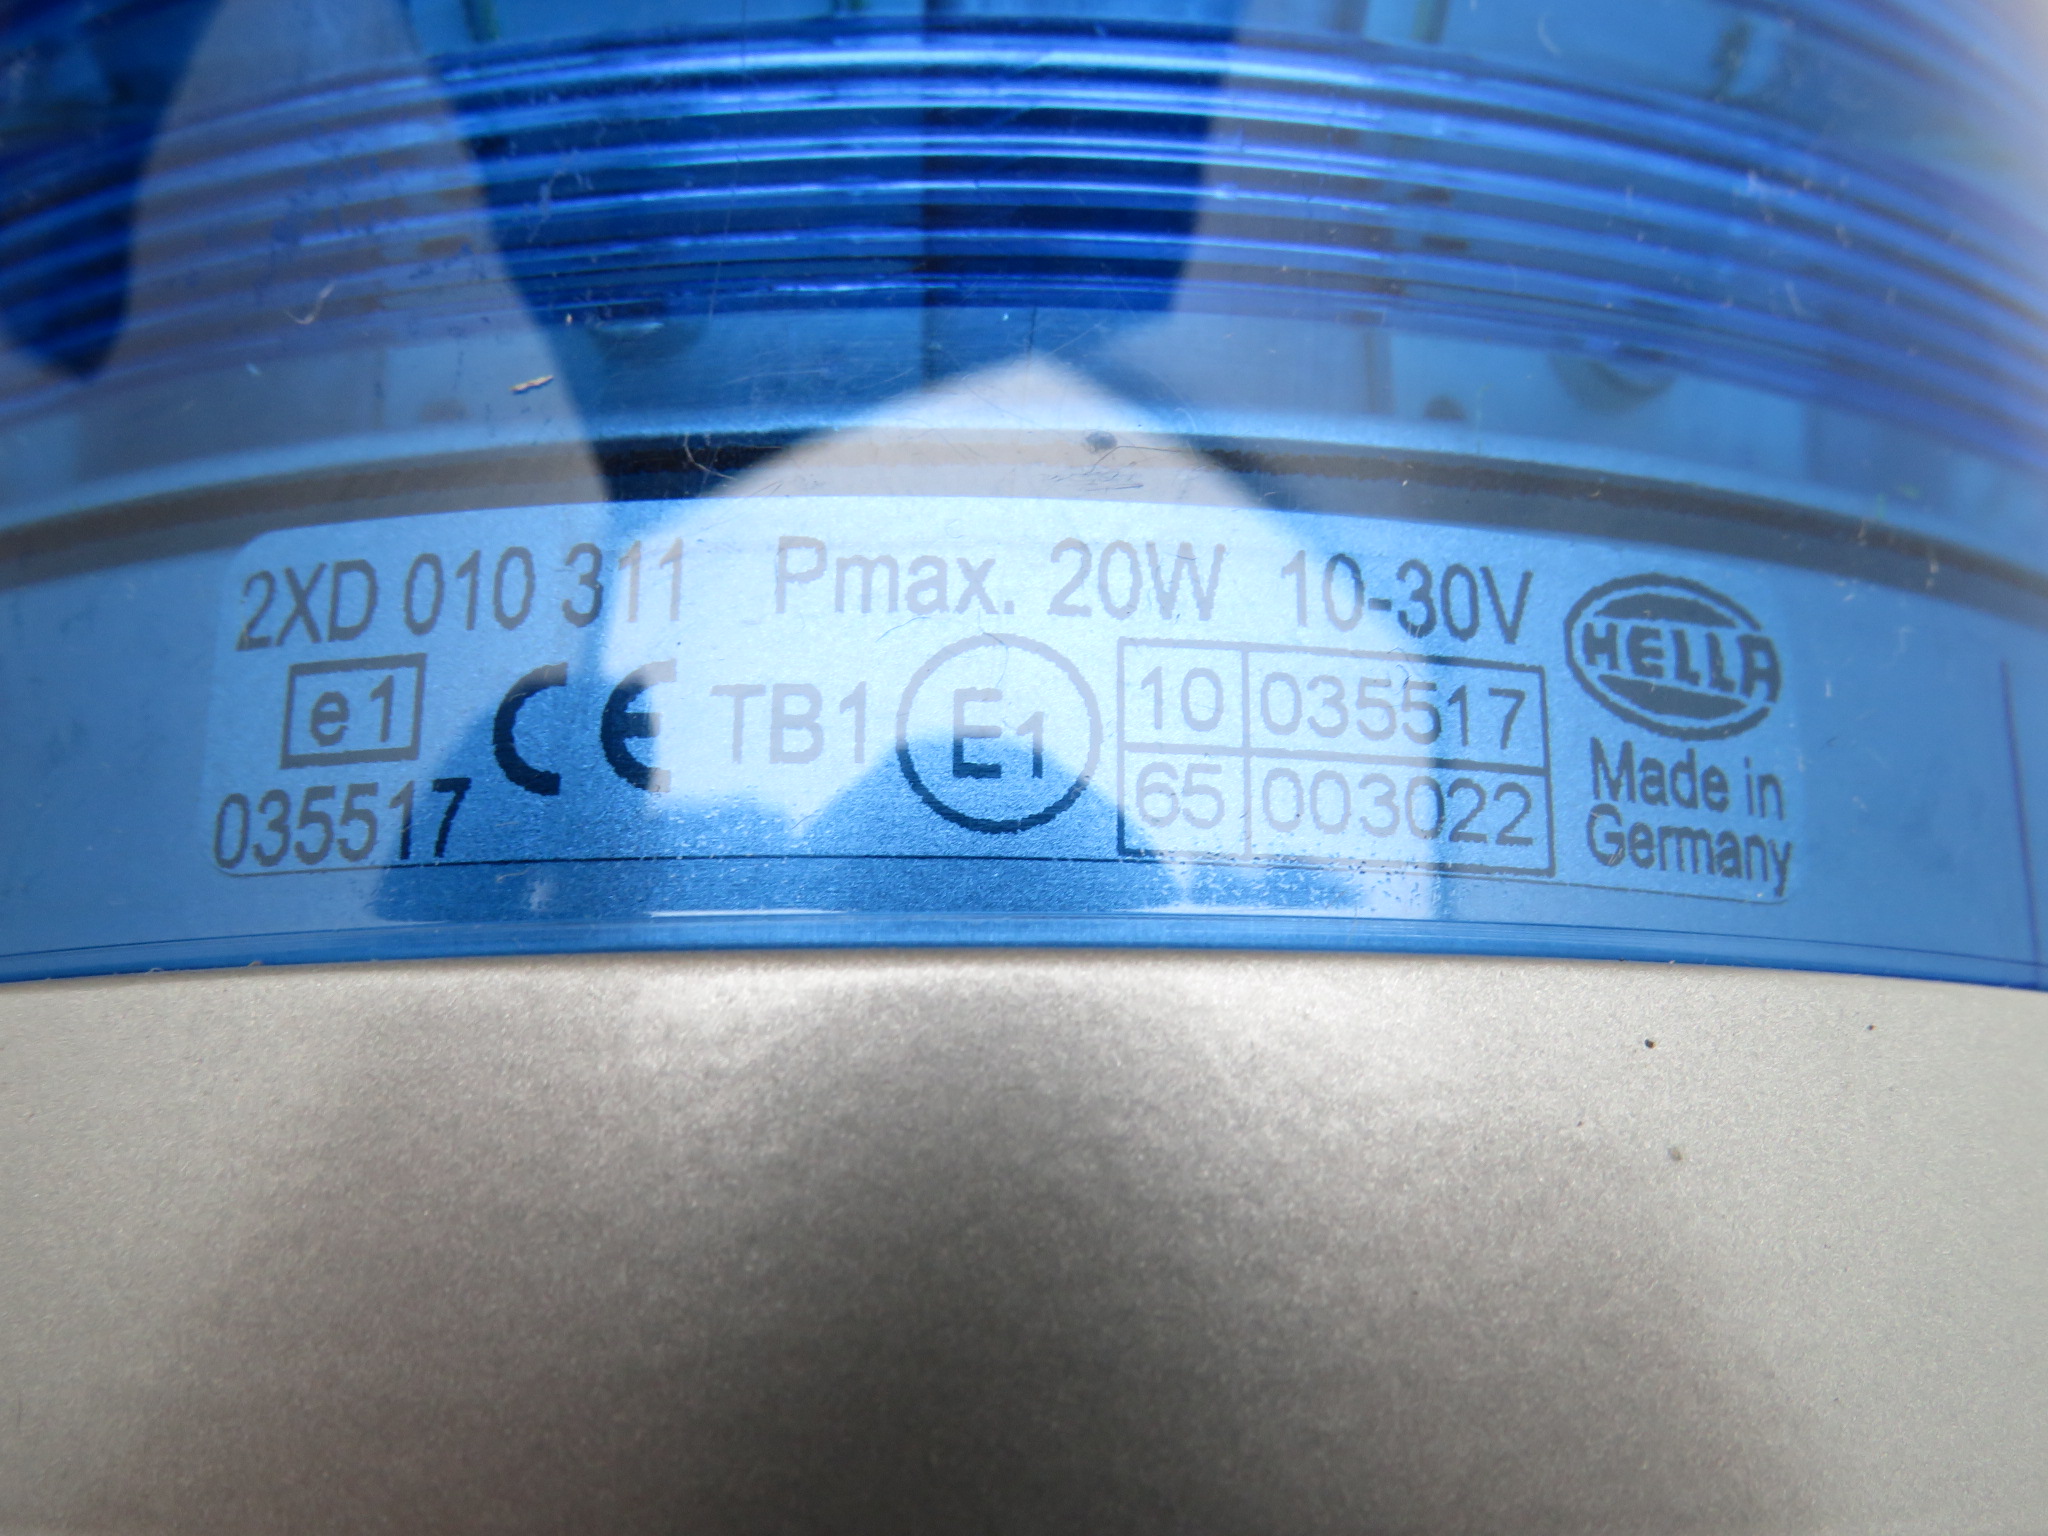 2XD 010 311 Pmax. 20W 10-30V
HELLA
e1 CE TB1 E1 10 035517
035517 65 003022
Made in
Germany